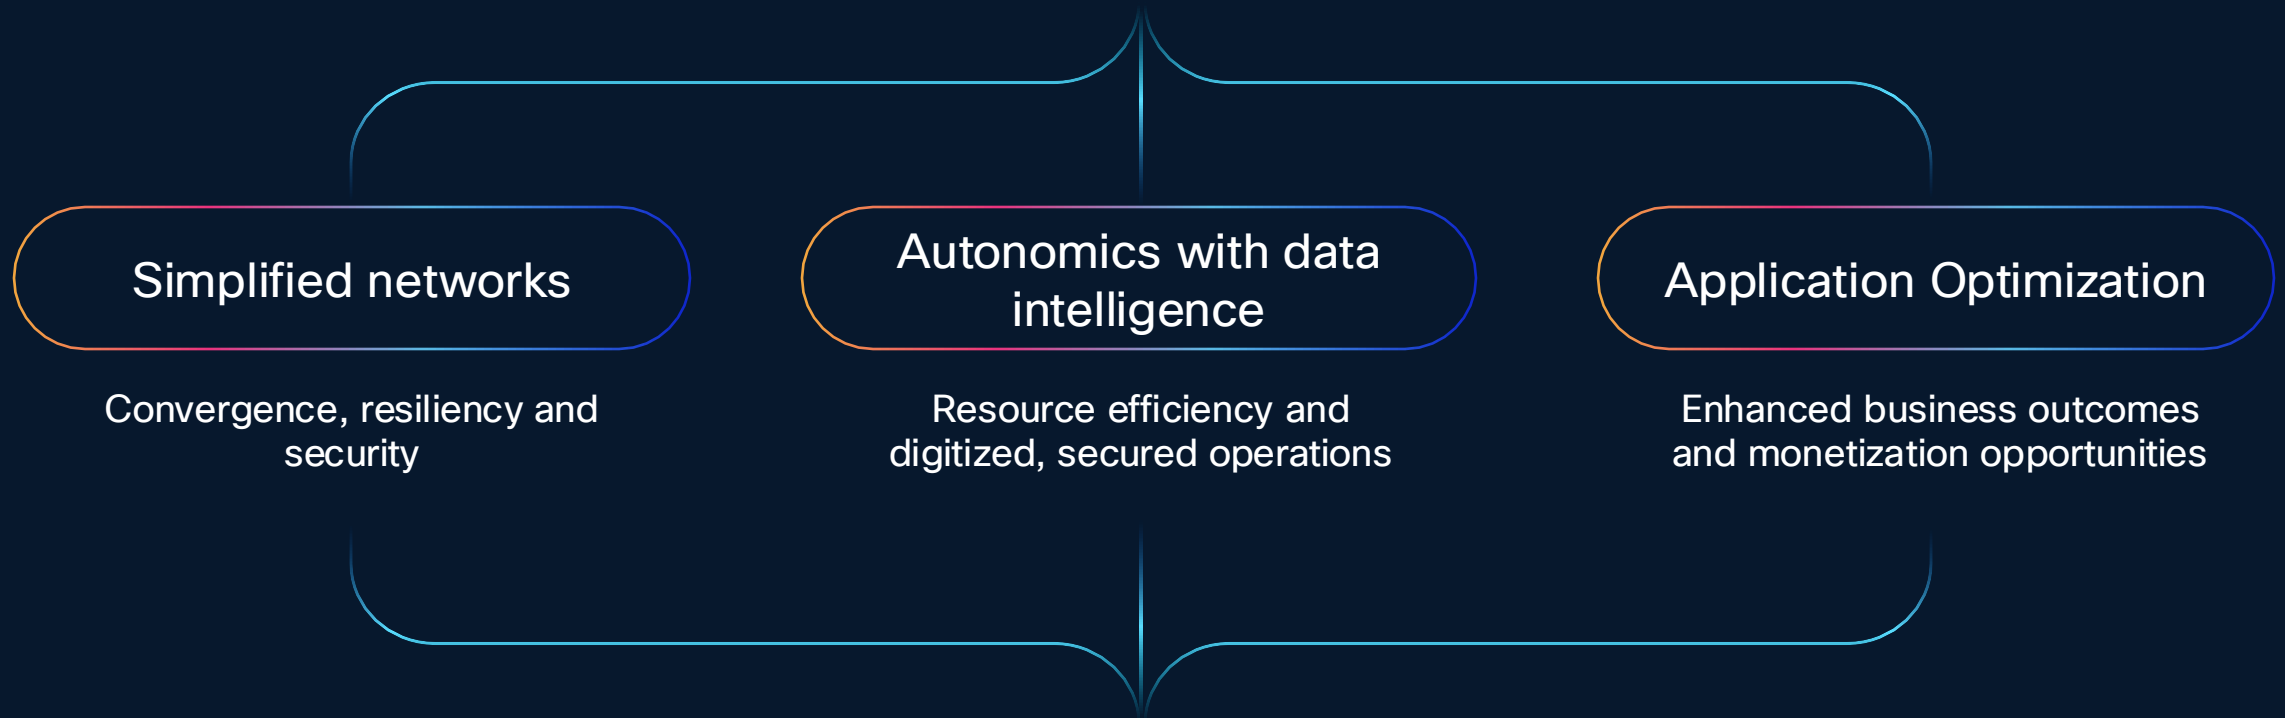 Simplified networks
Convergence, resiliency and
security
Autonomics with data
intelligence
Resource efficiency and
digitized, secured operations
Application Optimization
Enhanced business outcomes
and monetization opportunities